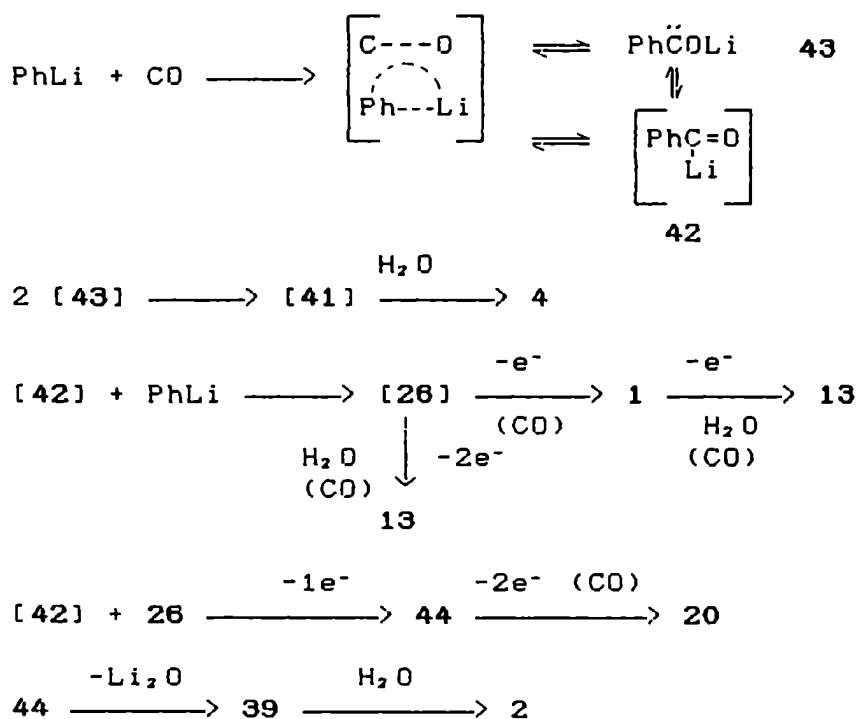 C---O ⇌ PhC̈OLi 43
PhLi + CO ⟶ ⇅
Ph---Li PhC=O
⇌ Li
42
H₂O
2 [43] ⟶ [41] ⟶ 4
-e⁻ -e⁻
[42] + PhLi ⟶ [26] ⟶ 1 ⟶ 13
(CO) H₂O
H₂O -2e⁻ (CO)
(CO)
13
-1e⁻ -2e⁻ (CO)
[42] + 26 ⟶ 44 ⟶ 20
-Li₂O H₂O
44 ⟶ 39 ⟶ 2